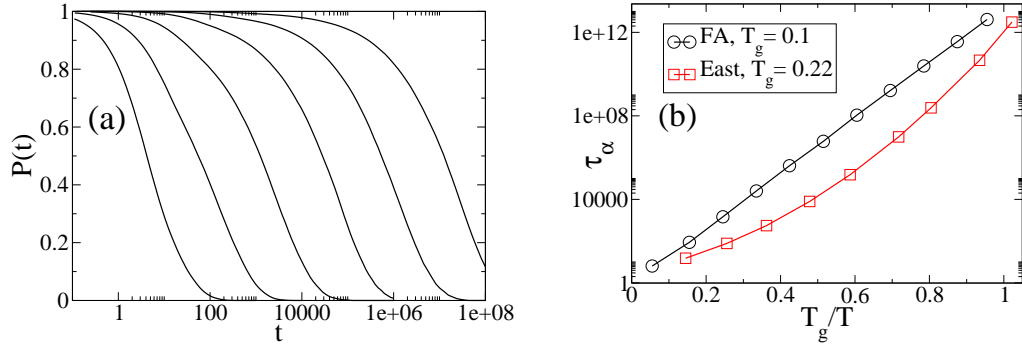 (a)
P(t)
1
0.8
0.6
0.4
0.2
0
1
100
10000
1e+06
1e+08
t
(b)
FA, T_g = 0.1
East, T_g = 0.22
τ_α
1e+12
1e+08
10000
1
0
0.2
0.4
0.6
0.8
1
T_g/T